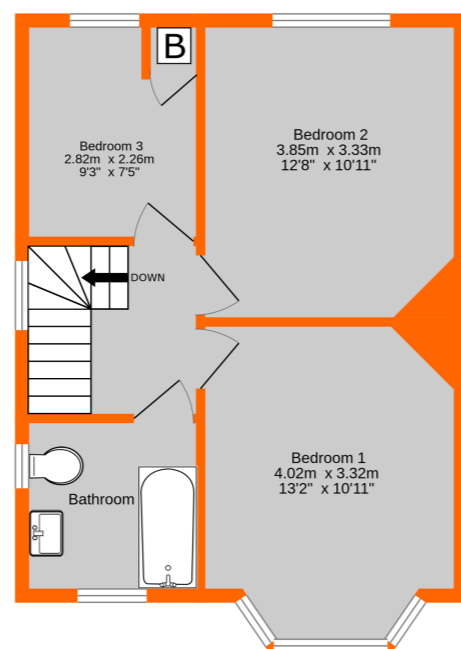 B
Bedroom 3
2.82m x 2.26m
9'3" x 7'5"
Bedroom 2
3.85m x 3.33m
12'8" x 10'11"
DOWN
Bedroom 1
4.02m x 3.32m
13'2" x 10'11"
Bathroom